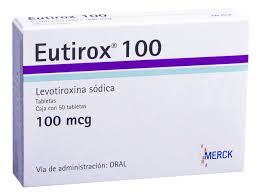 Eutirox® 100
Levotiroxina sódica
Tabletas
Caja con 50 tabletas
100 mcg
Vía de administración: ORAL
MERCK